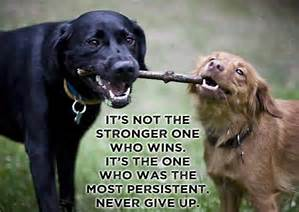 IT'S NOT THE
STRONGER ONE
WHO WINS.
IT'S THE ONE
WHO WAS THE
MOST PERSISTENT.
NEVER GIVE UP.